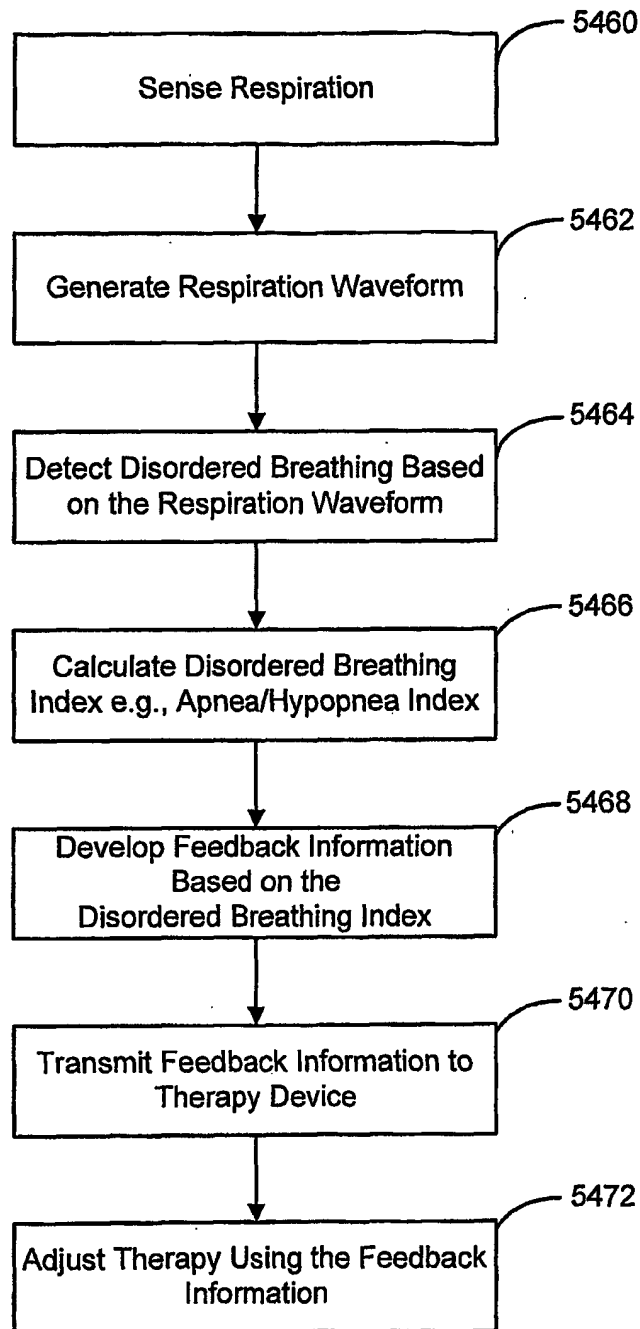 5460
Sense Respiration
5462
Generate Respiration Waveform
5464
Detect Disordered Breathing Based
on the Respiration Waveform
5466
Calculate Disordered Breathing
Index e.g., Apnea/Hypopnea Index
5468
Develop Feedback Information
Based on the
Disordered Breathing Index
5470
Transmit Feedback Information to
Therapy Device
5472
Adjust Therapy Using the Feedback
Information